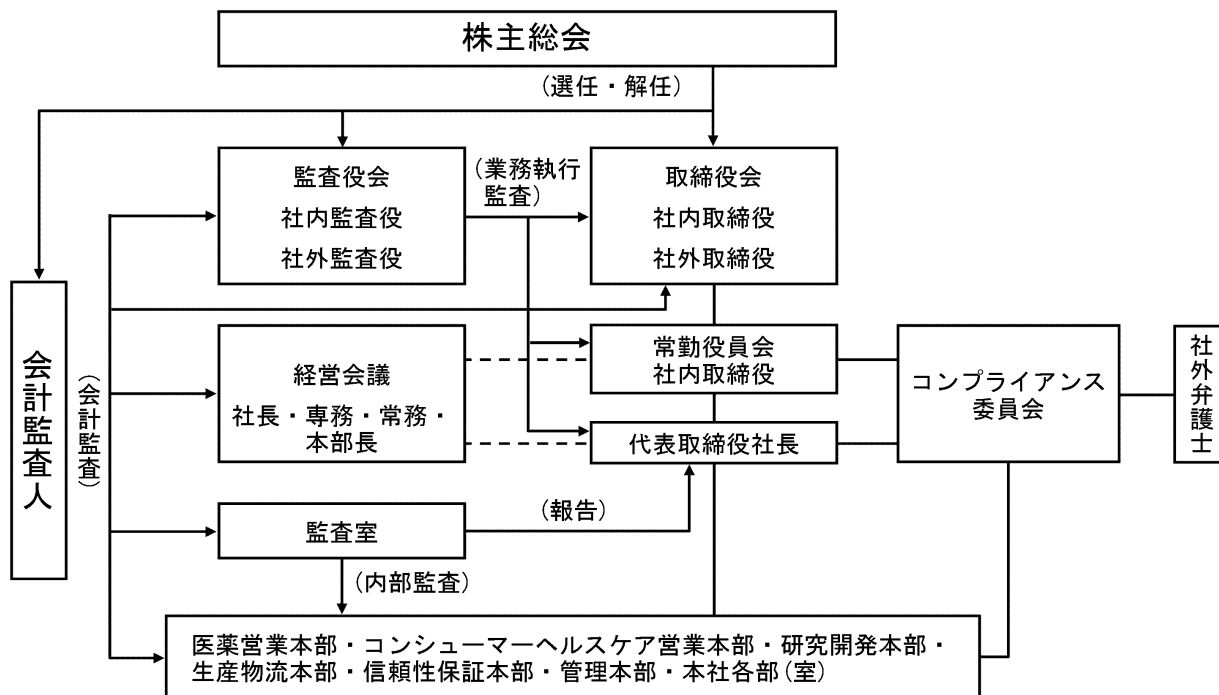 株主総会
(選任・解任)
監査役会
社内監査役
社外監査役
(業務執行
監査)
取締役会
社内取締役
社外取締役
会計監査人
(会計監査)
経営会議
社長・専務・常務・
本部長
常勤役員会
社内取締役
代表取締役社長
コンプライアンス
委員会
社外弁護士
監査室
(報告)
(内部監査)
医薬営業本部・コンシューマーヘルスケア営業本部・研究開発本部・
生産物流本部・信頼性保証本部・管理本部・本社各部(室)